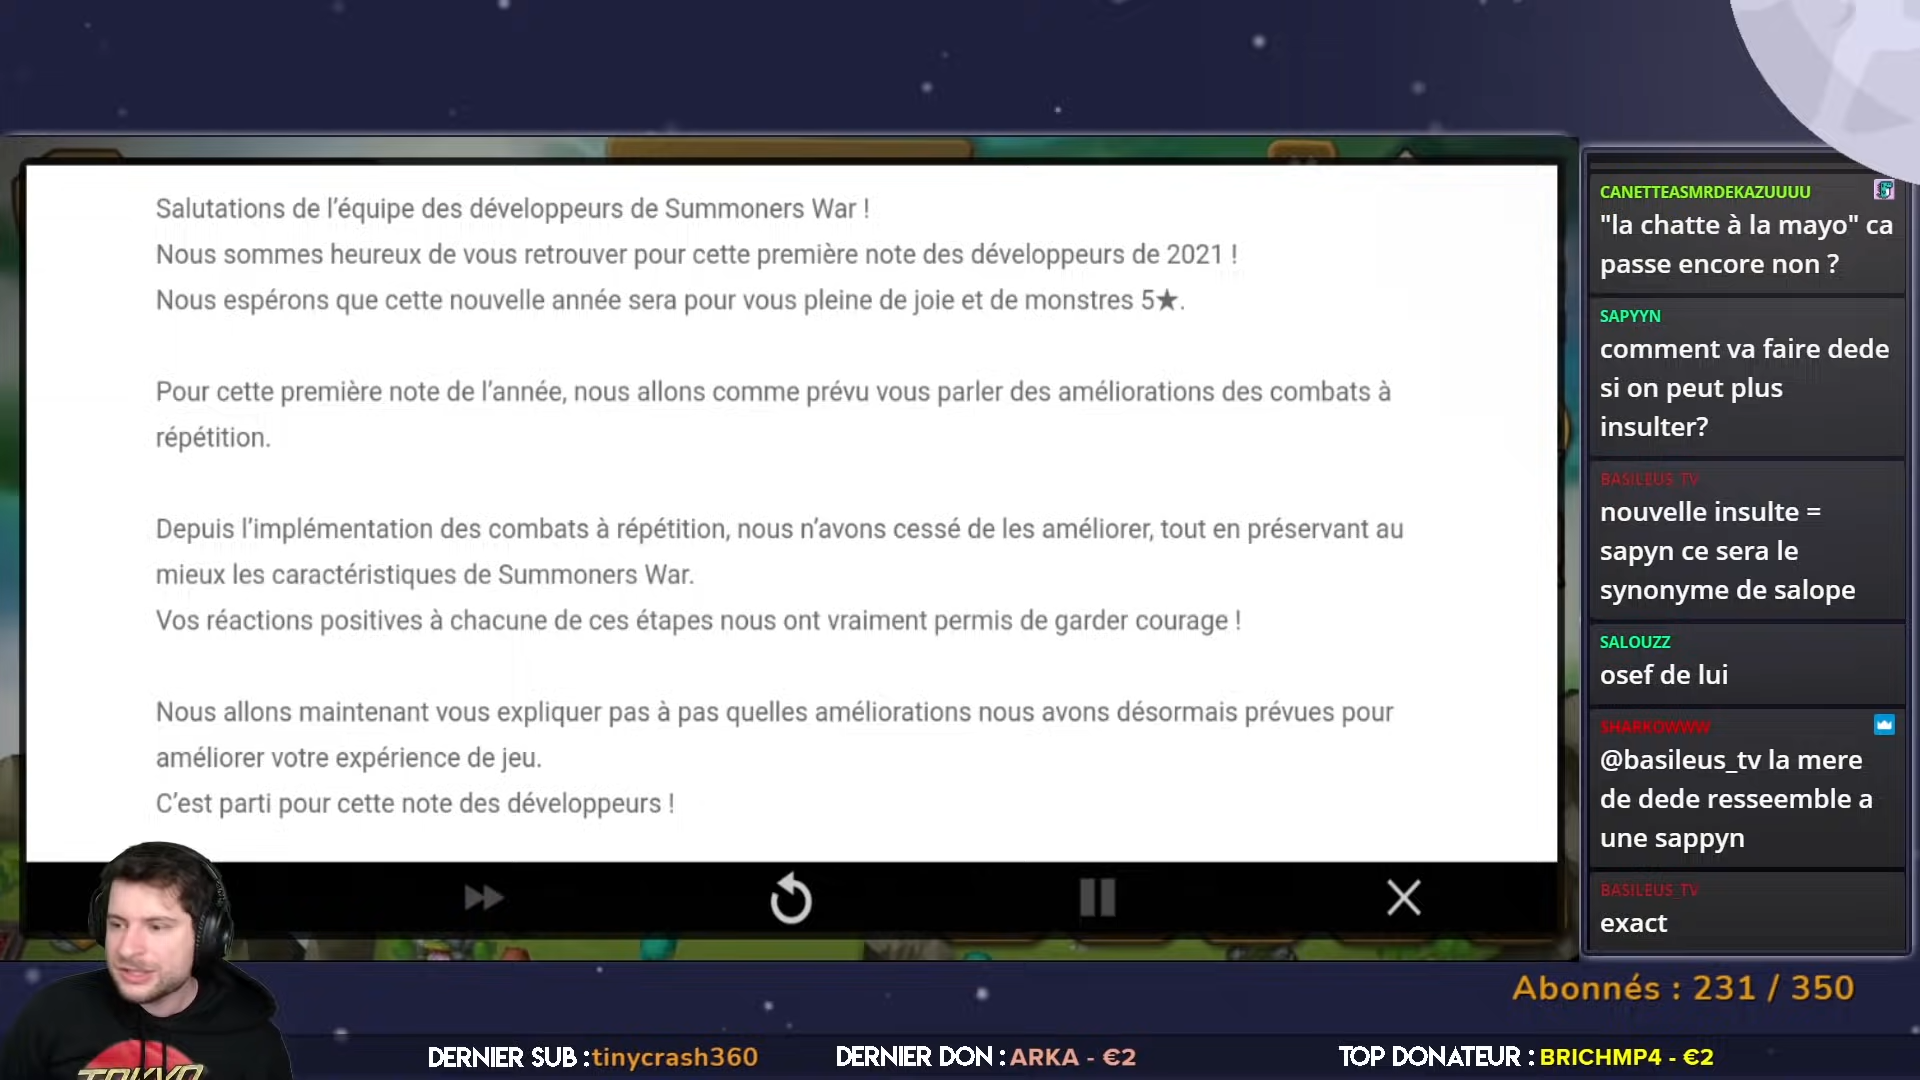 Salutations de l’équipe des développeurs de Summoners War !
Nous sommes heureux de vous retrouver pour cette première note des développeurs de 2021 !
Nous espérons que cette nouvelle année sera pour vous pleine de joie et de monstres 5★.
Pour cette première note de l’année, nous allons comme prévu vous parler des améliorations des combats à
répétition.
Depuis l’implémentation des combats à répétition, nous n’avons cessé de les améliorer, tout en préservant au
mieux les caractéristiques de Summoners War.
Vos réactions positives à chacune de ces étapes nous ont vraiment permis de garder courage !
Nous allons maintenant vous expliquer pas à pas quelles améliorations nous avons désormais prévues pour
améliorer votre expérience de jeu.
C’est parti pour cette note des développeurs !
CANETTEASMRDEKAZUUUU
"la chatte à la mayo" ca
passe encore non ?
SAPYYN
comment va faire dede
si on peut plus
insulter?
BASILEUS_TV
nouvelle insulte =
sapyn ce sera le
synonyme de salope
SALOUZZ
osef de lui
SHARKOWWW
@basileus_tv la mere
de dede resseemble a
une sappyn
BASILEUS_TV
exact
Abonnés : 231 / 350
TOKYO
DERNIER SUB : tinycrash360
DERNIER DON : ARKA - €2
TOP DONATEUR : BRICHMP4 - €2